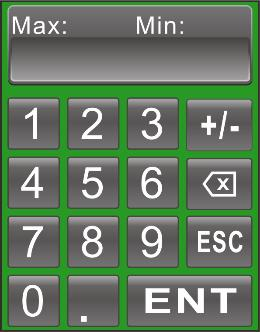 Max: Min:
1 2 3 +/-
4 5 6 x
7 8 9 ESC
0 . ENT